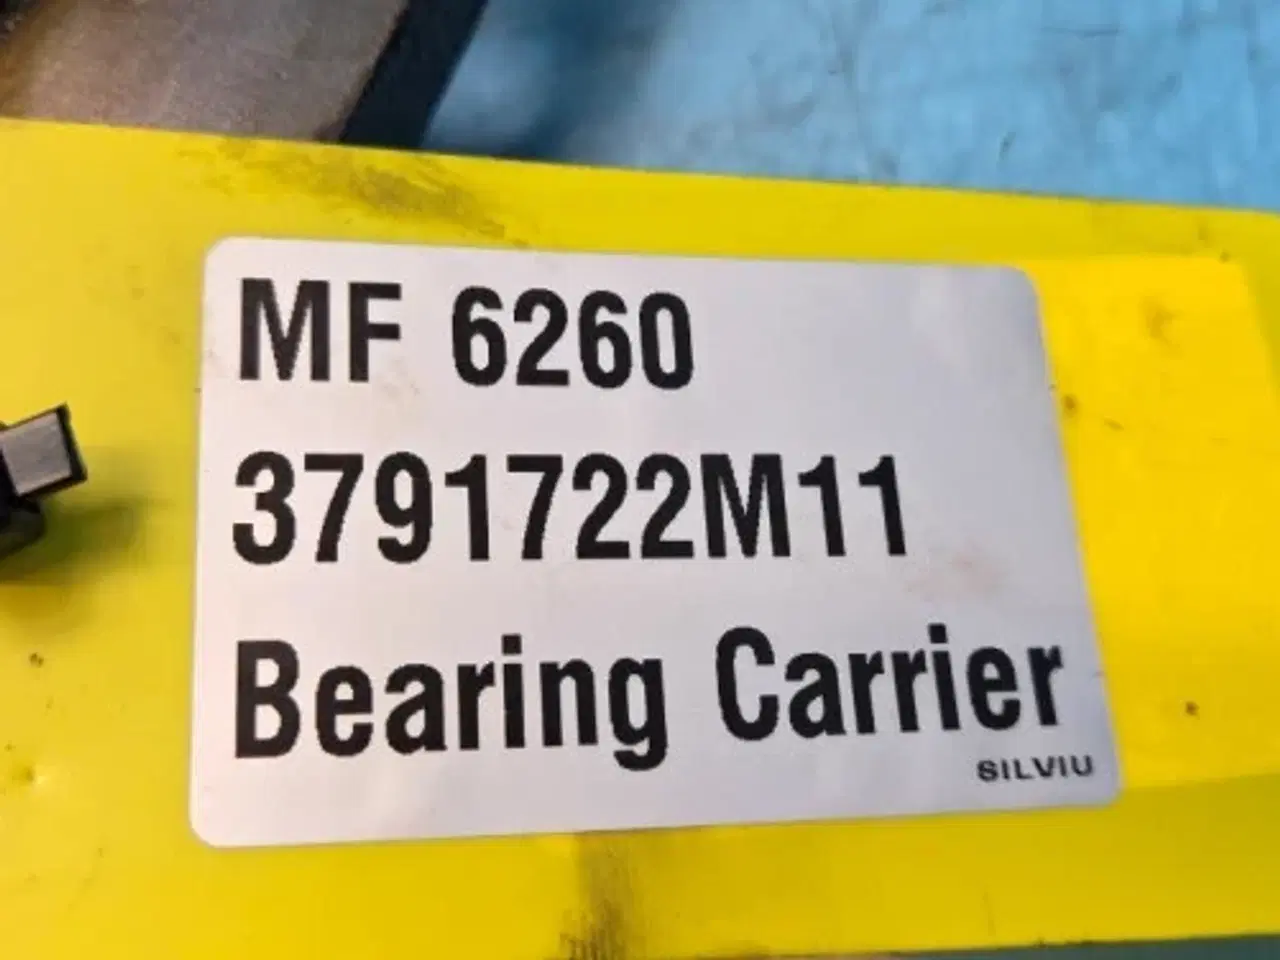 MF 6260
3791722M11
Bearing Carrier
SILVIU